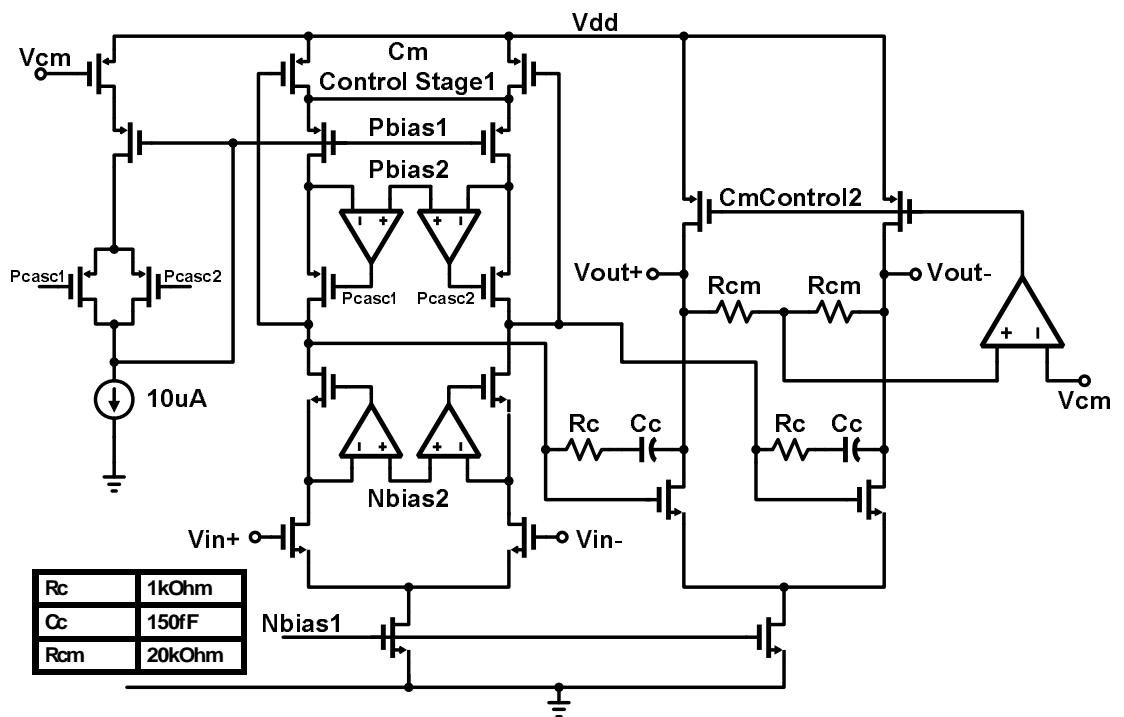 Vdd
Vcm
Cm
Control Stage1
Pbias1
Pbias2
CmControl2
- +
+ -
Pcasc1
Pcasc2
Pcasc1
Pcasc2
Vout+
Vout-
Rcm
Rcm
+ -
Vcm
10uA
- +
+ -
Rc
Cc
Rc
Cc
Nbias2
Vin+
Vin-
Rc 1kOhm
Cc 150fF
Rcm 20kOhm
Nbias1